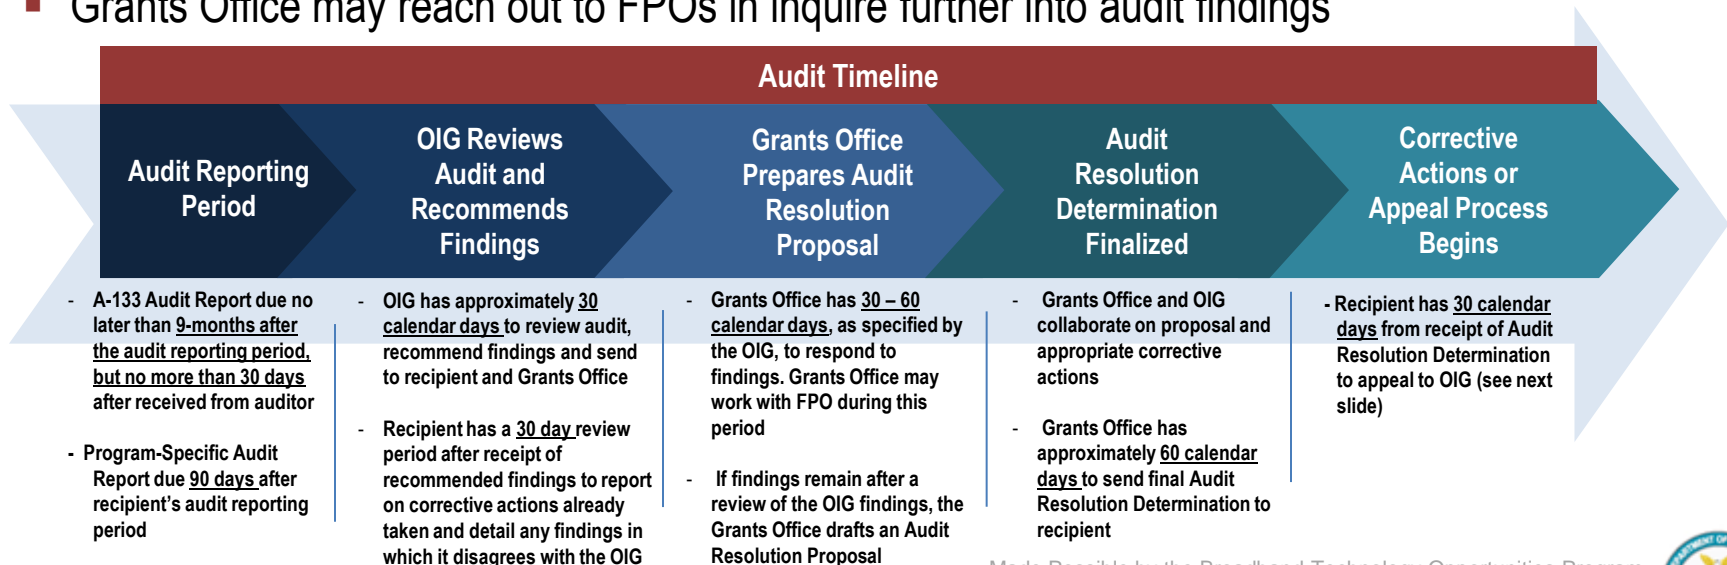 ▪ Grants Office may reach out to FPOs in inquire further into audit findings
Audit Timeline
Audit Reporting
Period
OIG Reviews
Audit and
Recommends
Findings
Grants Office
Prepares Audit
Resolution
Proposal
Audit
Resolution
Determination
Finalized
Corrective
Actions or
Appeal Process
Begins
- A-133 Audit Report due no
later than 9-months after
the audit reporting period,
but no more than 30 days
after received from auditor
- Program-Specific Audit
Report due 90 days after
recipient's audit reporting
period
- OIG has approximately 30
calendar days to review audit,
recommend findings and send
to recipient and Grants Office
- Recipient has a 30 day review
period after receipt of
recommended findings to report
on corrective actions already
taken and detail any findings in
which it disagrees with the OIG
- Grants Office has 30 – 60
calendar days, as specified by
the OIG, to respond to
findings. Grants Office may
work with FPO during this
period
- If findings remain after a
review of the OIG findings, the
Grants Office drafts an Audit
Resolution Proposal
- Grants Office and OIG
collaborate on proposal and
appropriate corrective
actions
- Grants Office has
approximately 60 calendar
days to send final Audit
Resolution Determination to
recipient
- Recipient has 30 calendar
days from receipt of Audit
Resolution Determination
to appeal to OIG (see next
slide)
Made Possible by the Broadband Technology Opportunities Program